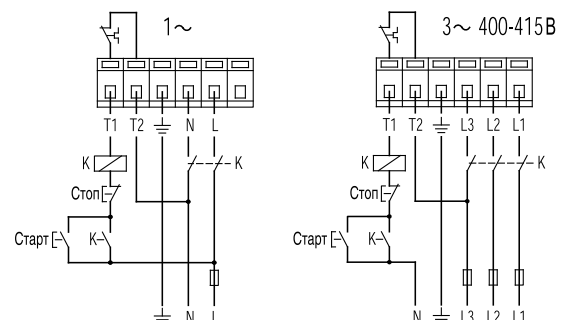 1~
3~ 400-415В
T1 T2 N L
T1 T2 L3 L2 L1
К К
К К
Стоп
Стоп
Старт К
Старт К
N L
N L3 L2 L1